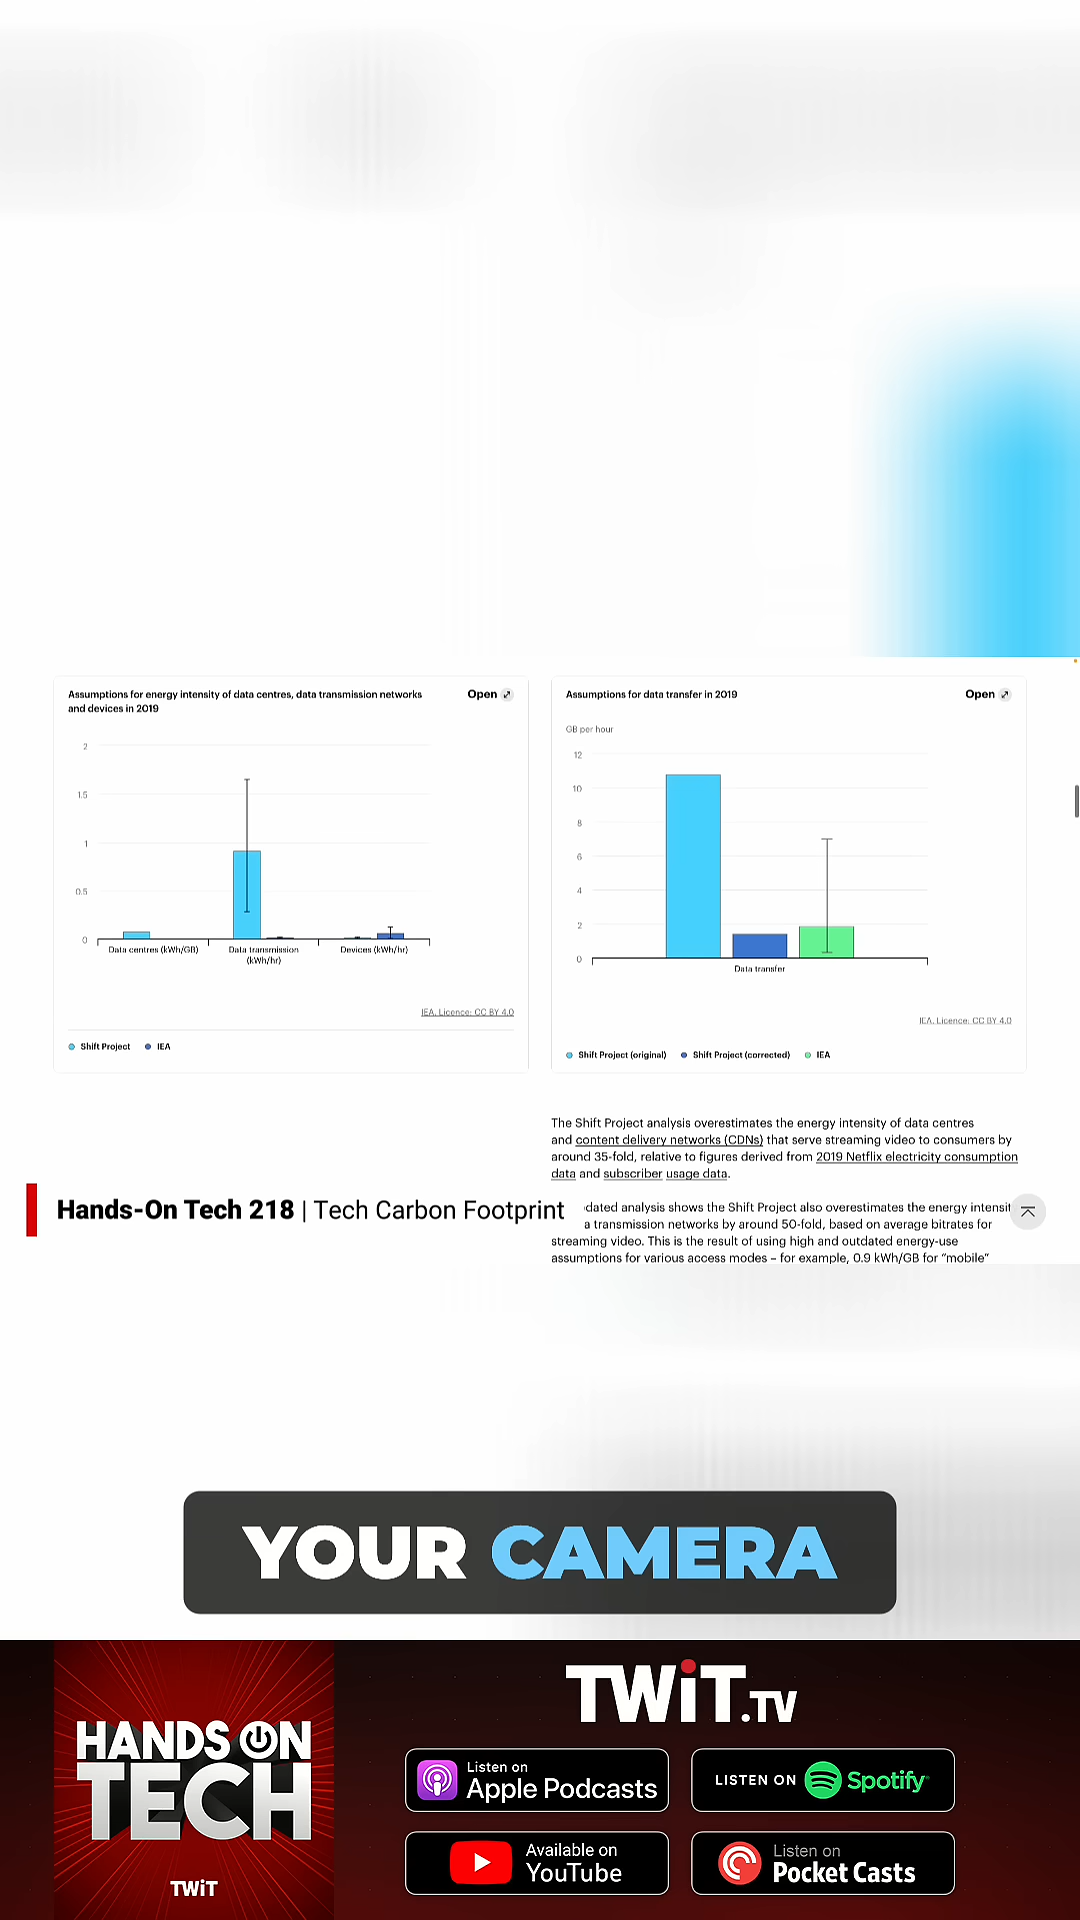 Assumptions for energy intensity of data centres, data transmission networks
and devices in 2019
Open
2
1.5
1
0.5
0
Data centres (kWh/GB)
Data transmission
(kWh/hr)
Devices (kWh/hr)
IEA. Licence: CC BY 4.0
Shift Project
IEA
Assumptions for data transfer in 2019
Open
GB per hour
12
10
8
6
4
2
0
Data transfer
IEA. Licence: CC BY 4.0
Shift Project (original)
Shift Project (corrected)
IEA
The Shift Project analysis overestimates the energy intensity of data centres
and content delivery networks (CDNs) that serve streaming video to consumers by
around 35-fold, relative to figures derived from 2019 Netflix electricity consumption
data and subscriber usage data.
Hands-On Tech 218 | Tech Carbon Footprint
dated analysis shows the Shift Project also overestimates the energy intensit
a transmission networks by around 50-fold, based on average bitrates for
streaming video. This is the result of using high and outdated energy-use
assumptions for various access modes – for example, 0.9 kWh/GB for “mobile”
YOUR CAMERA
HANDS ON
TECH
TWiT
TWiT.TV
Listen on
Apple Podcasts
LISTEN ON Spotify
Available on
YouTube
Listen on
Pocket Casts